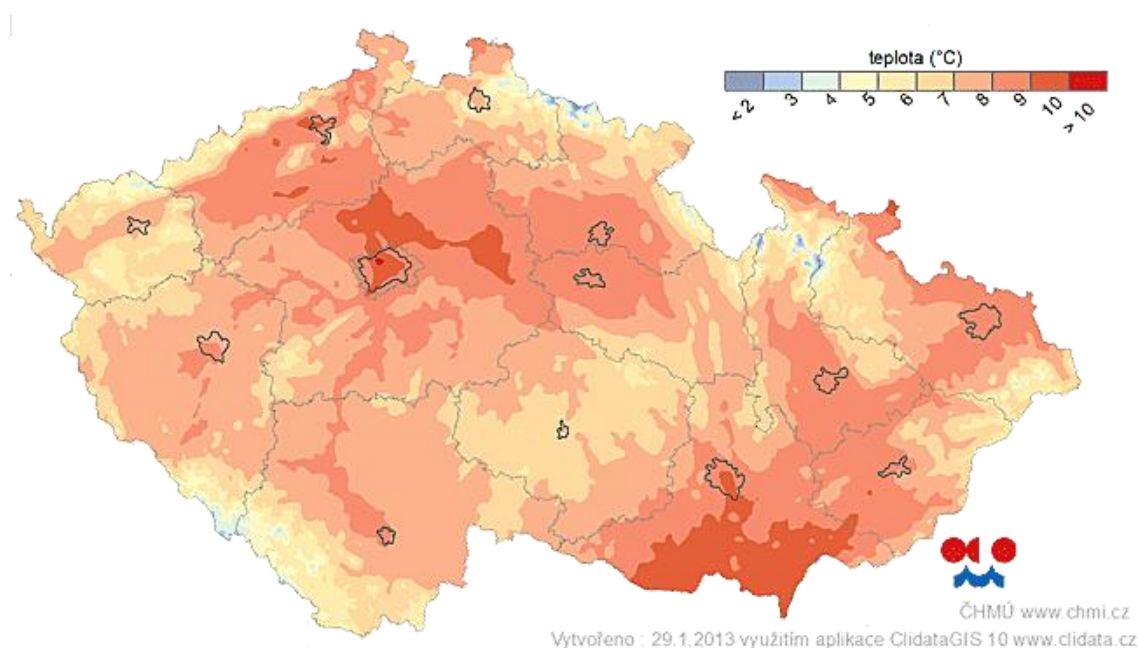 teplota (°C)
< 2 3 4 5 6 7 8 9 10 > 10
ČHMÚ www.chmi.cz
Vytvořeno : 29.1.2013 využitím aplikace ClidataGIS 10 www.clidata.cz